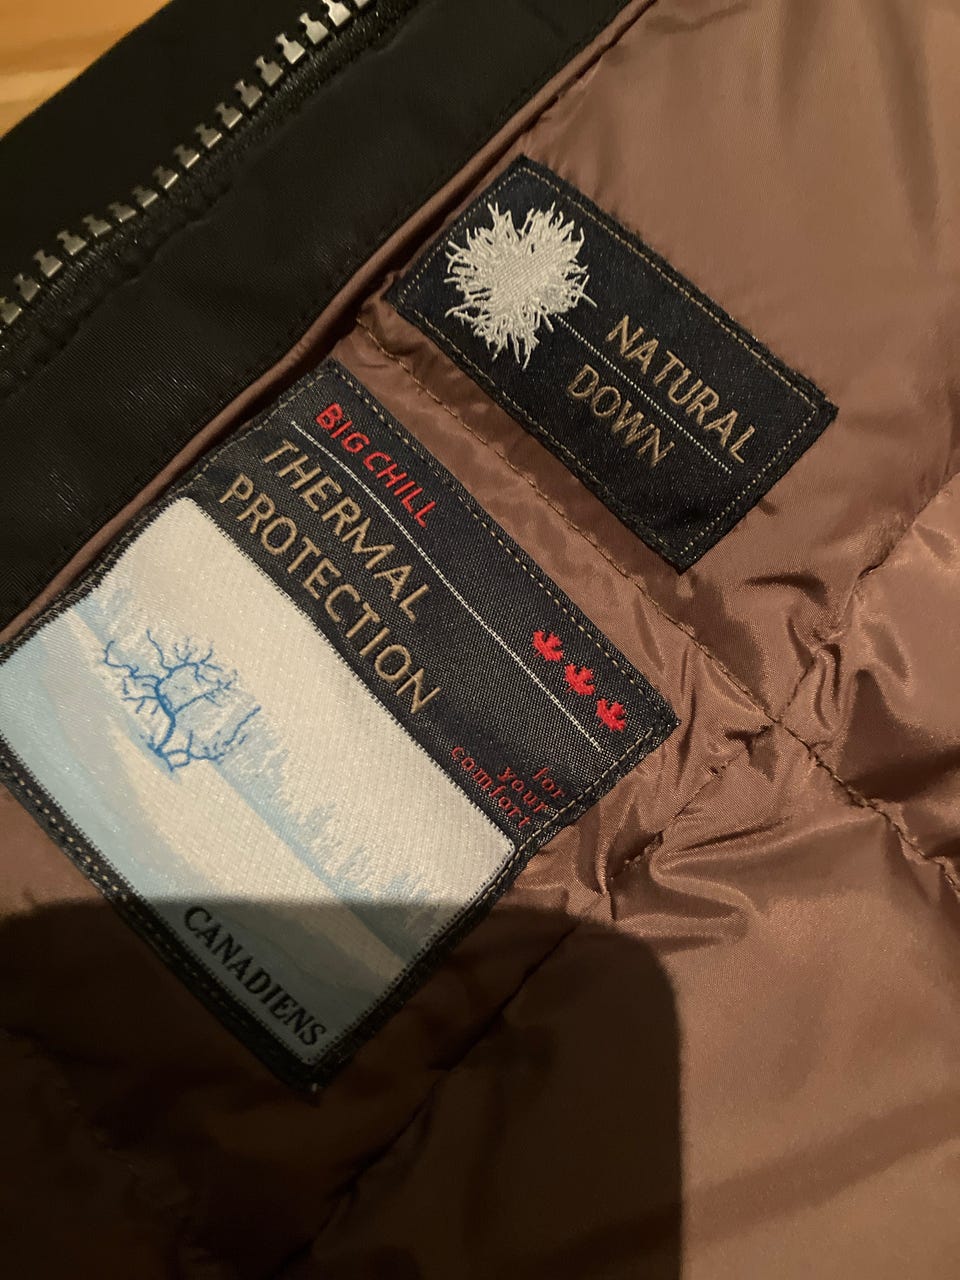 NATURAL
DOWN
BIG CHILL
THERMAL
PROTECTION
for
your
comfort
CANADIENS